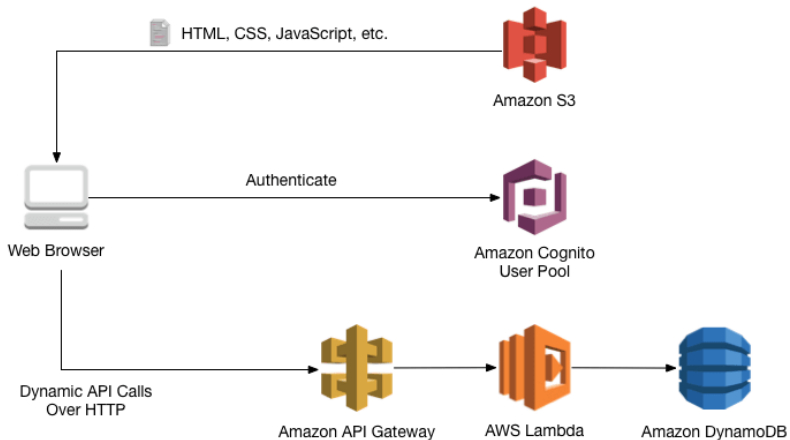 HTML, CSS, JavaScript, etc.
Amazon S3
Authenticate
Web Browser
Amazon Cognito
User Pool
Dynamic API Calls
Over HTTP
Amazon API Gateway
AWS Lambda
Amazon DynamoDB